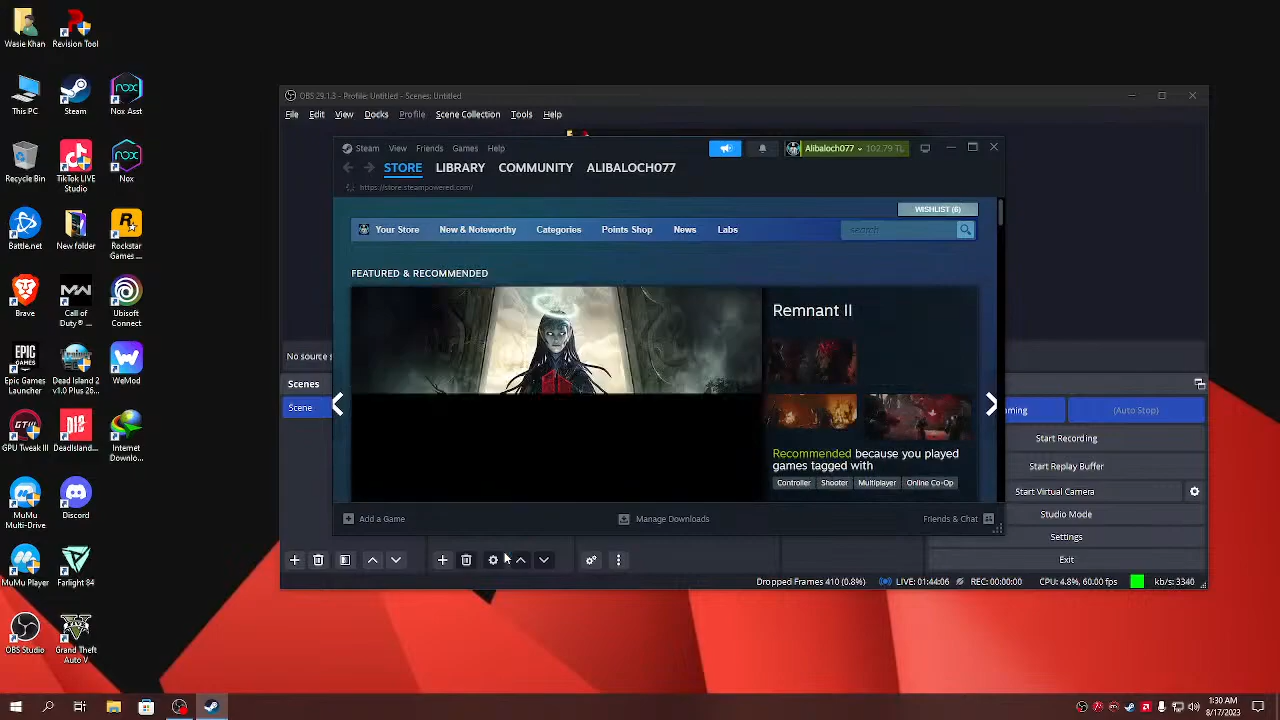 Wasie Khan
Revision Tool
This PC
Steam
Nox Asst
Recycle Bin
TikTok LIVE Studio
Nox
Battle.net
New folder
Rockstar Games ...
Brave
Call of Duty® ...
Ubisoft Connect
Epic Games Launcher
Dead Island 2 v1.0 Plus 26...
WeMod
GPU Tweak III
DeadIsland...
Internet Downlo...
MuMu Multi-Drive
Discord
MuMu Player
Farlight 84
OBS Studio
Grand Theft Auto V
OBS 29.1.3 - Profile: Untitled - Scenes: Untitled
File Edit View Docks Profile Scene Collection Tools Help
Steam View Friends Games Help
Alibaloch077 102.79 TL
STORE LIBRARY COMMUNITY ALIBALOCH077
https://store.steampowered.com/
WISHLIST (6)
Your Store New & Noteworthy Categories Points Shop News Labs search
FEATURED & RECOMMENDED
Remnant II
Recommended because you played
games tagged with
Controller Shooter Multiplayer Online Co-Op
Add a Game Manage Downloads Friends & Chat
No source s
Scenes
Scene
oming (Auto Stop)
Start Recording
Start Replay Buffer
Start Virtual Camera
Studio Mode
Settings
Exit
Dropped Frames 410 (0.8%) LIVE: 01:44:06 REC: 00:00:00 CPU: 4.8%, 60.00 fps kb/s: 3340
1:30 AM
8/17/2023